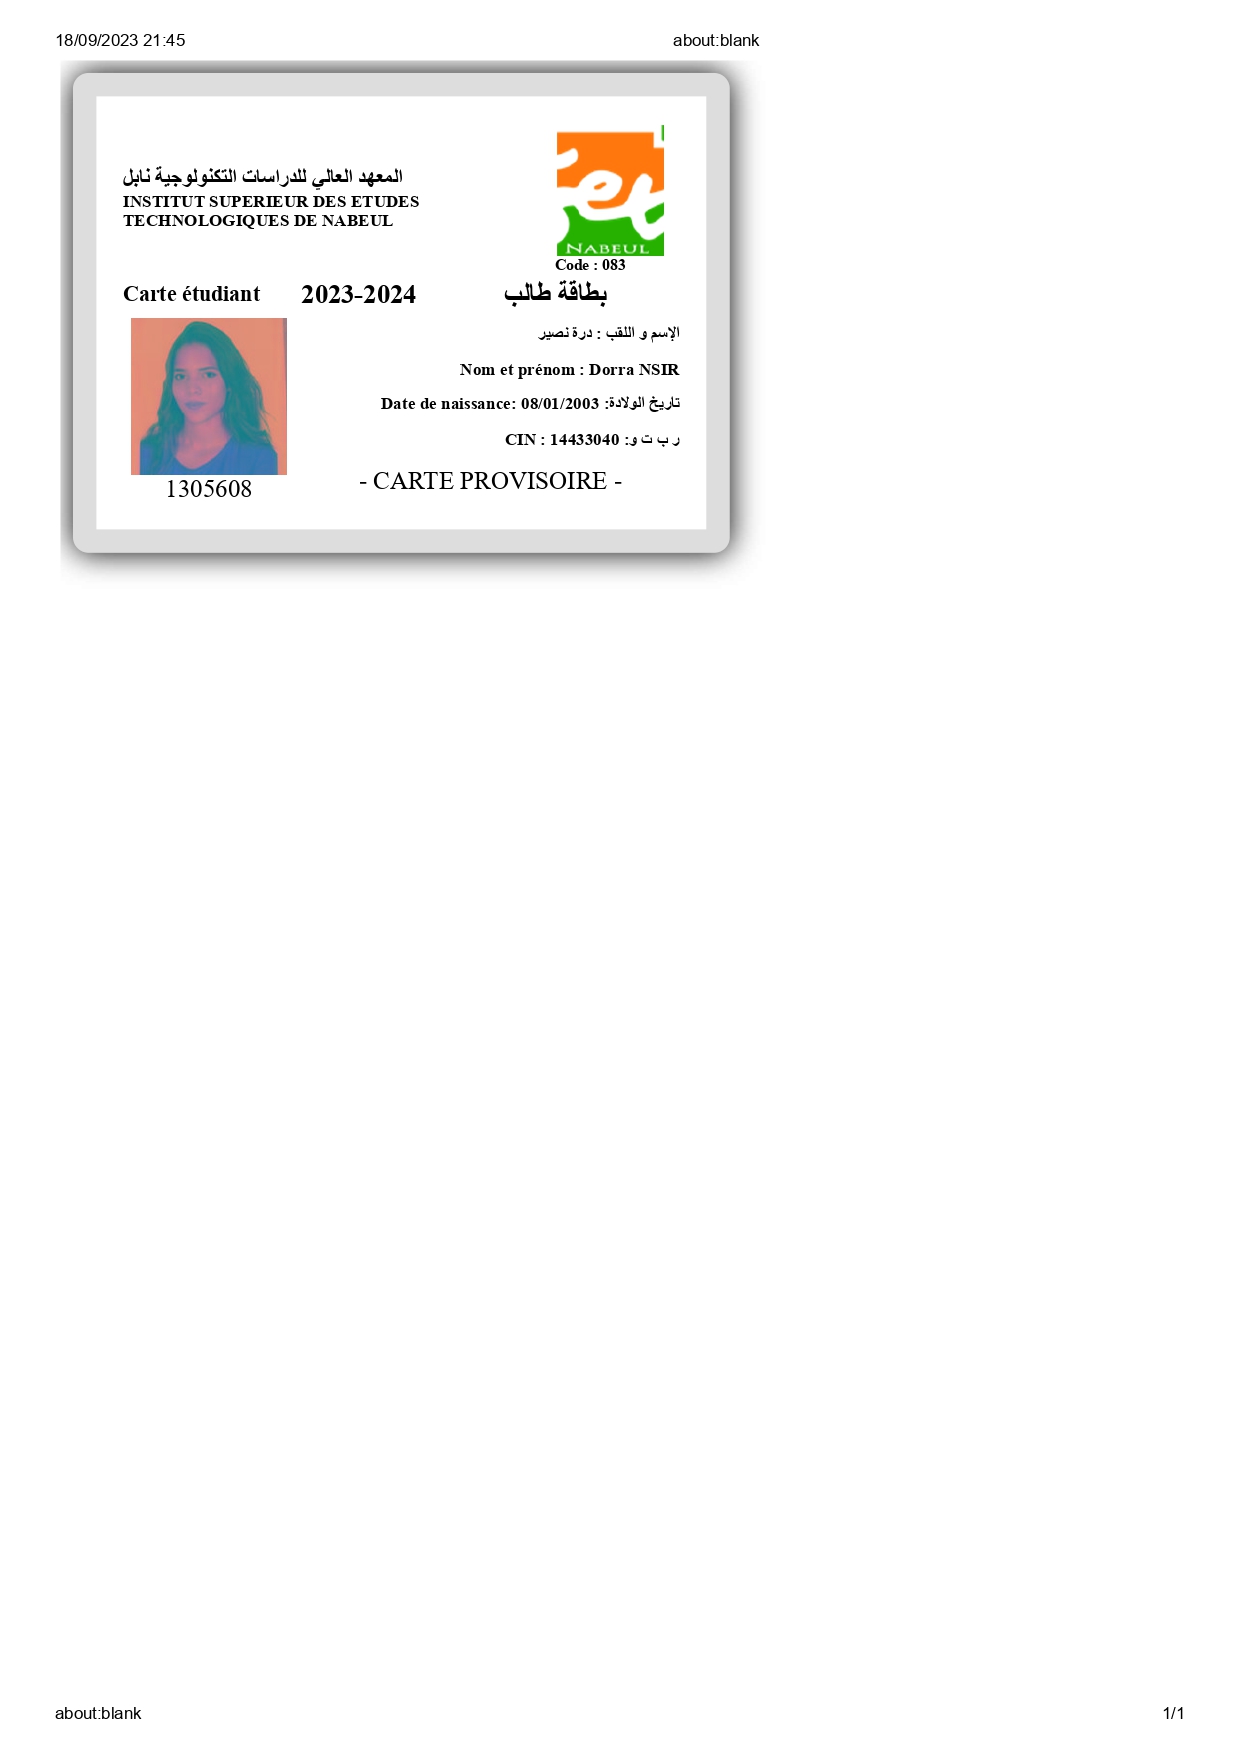 18/09/2023 21:45 about:blank
المعهد العالي للدراسات التكنولوجية نابل
INSTITUT SUPERIEUR DES ETUDES
TECHNOLOGIQUES DE NABEUL
NABEUL
Code : 083
Carte étudiant 2023-2024 بطاقة طالب
الإسم و اللقب : درة نصير
Nom et prénom : Dorra NSIR
Date de naissance: 08/01/2003 :تاريخ الولادة
CIN : 14433040 :ر ب ت و
- CARTE PROVISOIRE -
1305608
about:blank 1/1